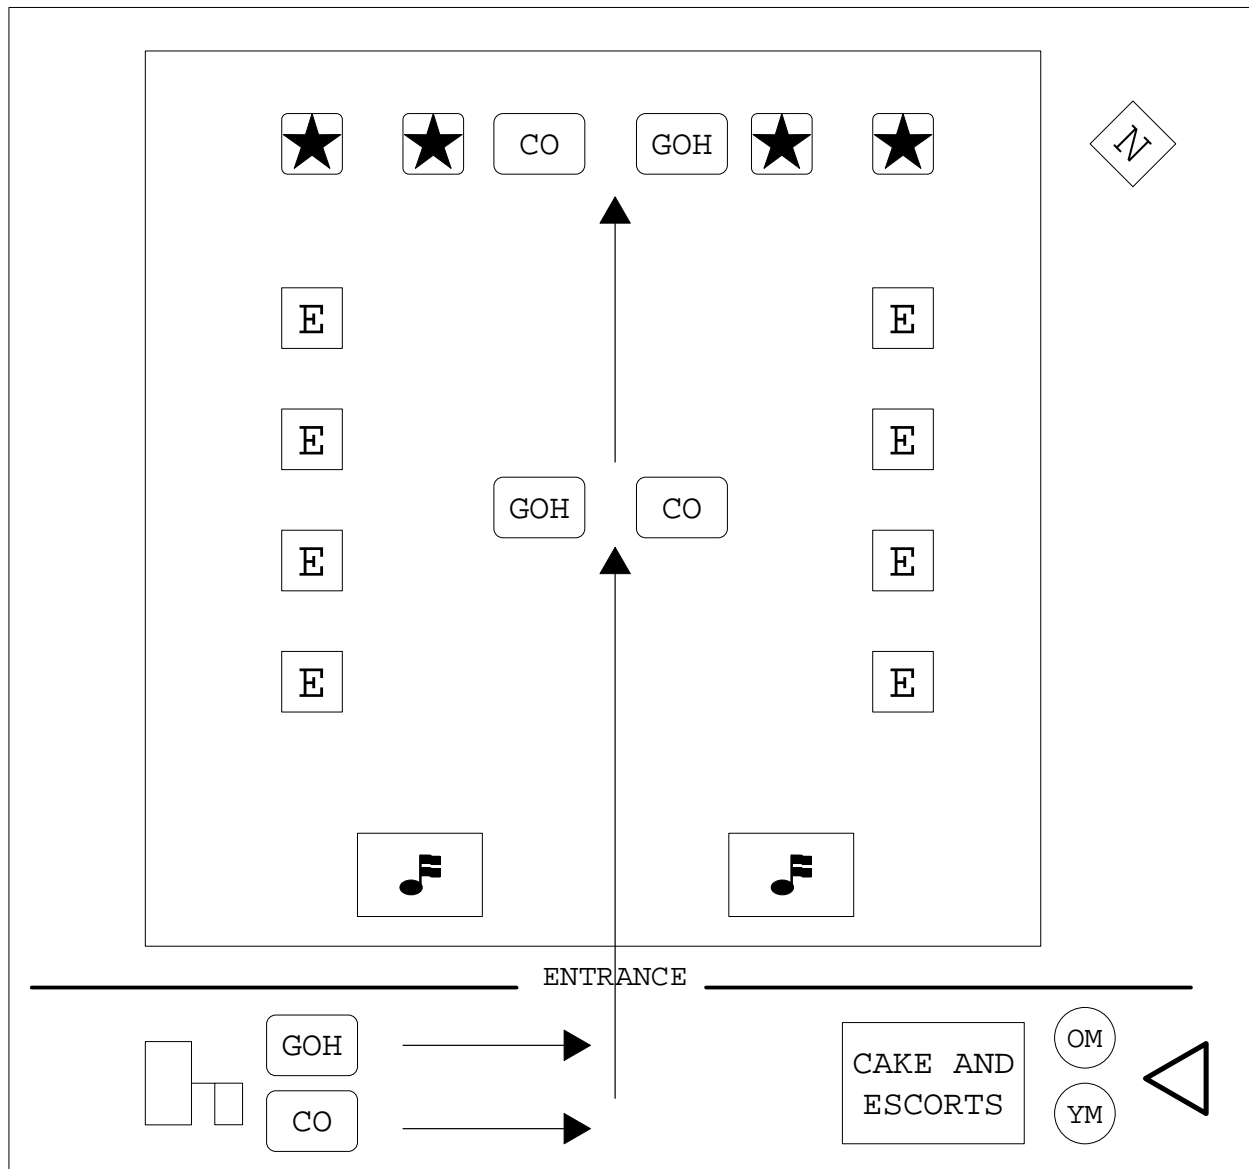 CO GOH
N
E E
E E
GOH CO
E E
E E
ENTRANCE
GOH
CO
CAKE AND
ESCORTS
OM
YM